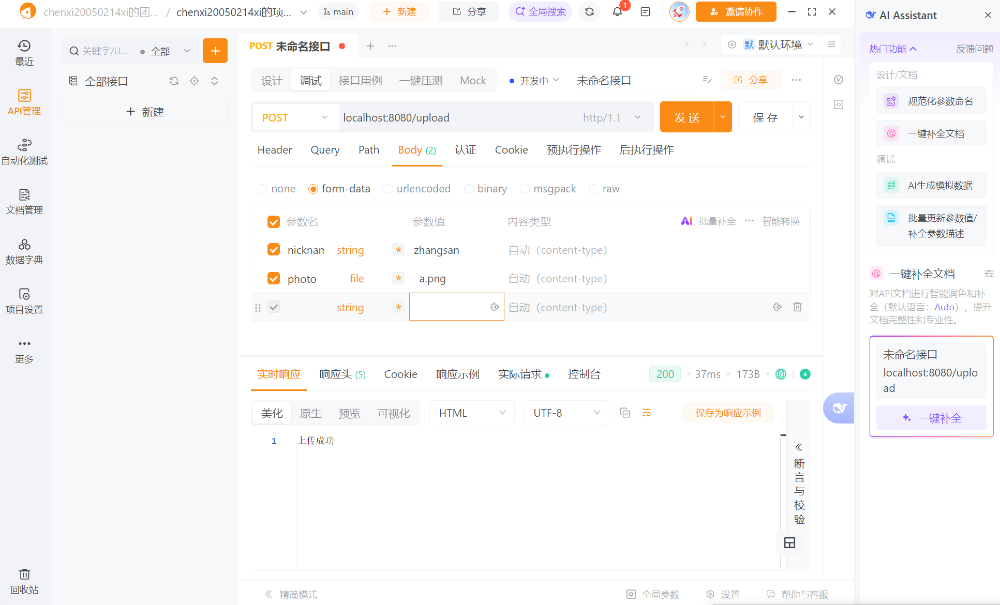 chenxi20050214xi的团... / chenxi20050214xi的项... main
新建 分享 全局搜索 1 邀请协作
AI Assistant
最近
API管理
自动化测试
文档管理
数据字典
项目设置
更多
回收站
关键字/U... 全部
全部接口
新建
POST 未命名接口
默 默认环境
设计 调试 接口用例 一键压测 Mock 开发中 未命名接口 分享
POST localhost:8080/upload http/1.1 发 送 保 存
Header Query Path Body (2) 认证 Cookie 预执行操作 后执行操作
none form-data urlencoded binary msgpack raw
参数名 参数值 内容类型 AI 批量补全 智能转换
nicknam string * zhangsan 自动（content-type）
photo file * a.png 自动（content-type）
string * 自动（content-type）
实时响应 响应头 (5) Cookie 响应示例 实际请求 控制台 200 37ms 173B
美化 原生 预览 可视化 HTML UTF-8 保存为响应示例
1 上传成功
断言与校验
精简模式 全局参数 设置 帮助与客服
热门功能 反馈问题
设计/文档
规范化参数命名
一键补全文档
调试
AI生成模拟数据
批量更新参数值/
补全参数描述
一键补全文档
对API文档进行智能润色和补
全（默认语言：Auto），提升
文档完整性和专业性。
未命名接口
localhost:8080/uplo
ad
一键补全